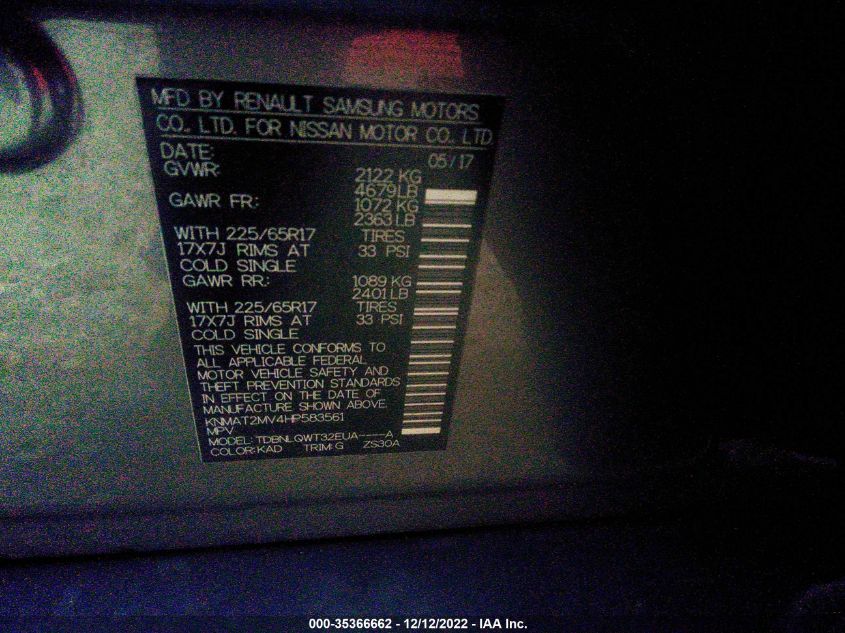 MFD BY RENAULT SAMSUNG MOTORS
CO., LTD. FOR NISSAN MOTOR CO., LTD
DATE: 05/17
GVWR: 2122 KG
4679LB
GAWR FR: 1072 KG
2363LB
WITH 225/65R17 TIRES
17X7J RIMS AT 33 PSI
COLD SINGLE
GAWR RR: 1089 KG
2401LB
WITH 225/65R17 TIRES
17X7J RIMS AT 33 PSI
COLD SINGLE
THIS VEHICLE CONFORMS TO
ALL APPLICABLE FEDERAL
MOTOR VEHICLE SAFETY AND
THEFT PREVENTION STANDARDS
IN EFFECT ON THE DATE OF
MANUFACTURE SHOWN ABOVE.
KNMAT2MV4HP583561
MPV
MODEL: TDBNLQWT32EUA----A
COLOR:KAD TRIM:G ZS30A
000-35366662 - 12/12/2022 - IAA Inc.